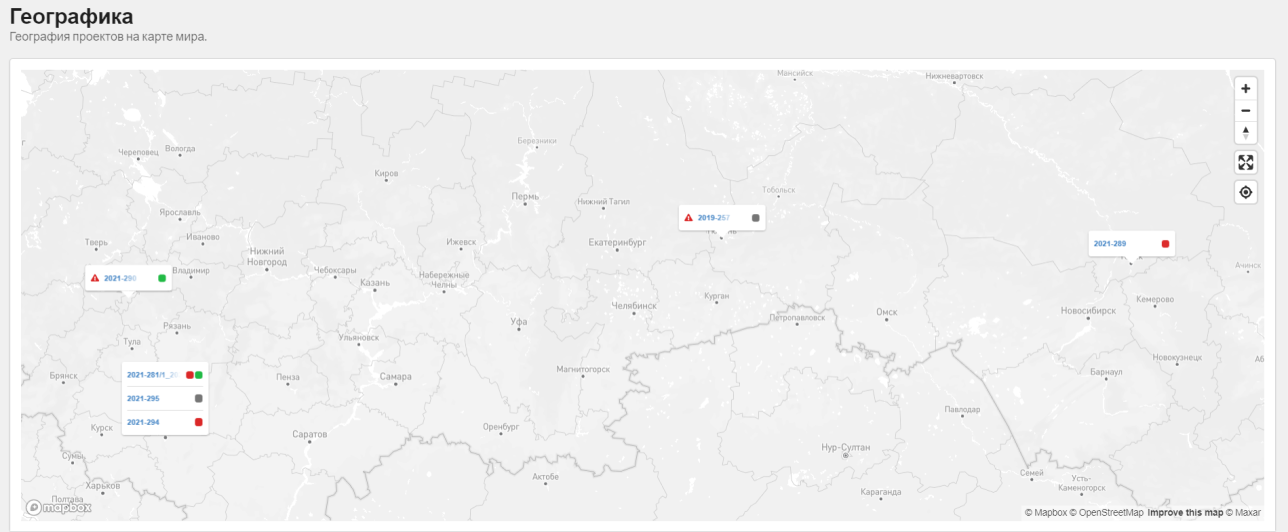 Географика
География проектов на карте мира.
Мансийск
Нижневартовск
Березники
Череповец
Вологда
Киров
Тобольск
Пермь
Нижний Тагил
Ярославль
2019-257
Тверь
Иваново
Ижевск
Екатеринбург
2021-289
Нижний
Новгород
Ачинск
2021-290
Владимир
Чебоксары
Набережные
Челны
Казань
Курган
Кемерово
Челябинск
Новосибирск
Омск
Петропавловск
Уфа
Рязань
Тула
Ульяновск
Новокузнецк
Магнитогорск
Барнаул
Брянск
2021-281/1_
Пенза
Самара
2021-295
Павлодар
2021-294
Курск
Оренбург
Саратов
Нур-Султан
Сумы
Актобе
Семей
Усть-
Каменогорск
Харьков
Караганда
Полтава
mapbox
© Mapbox © OpenStreetMap Improve this map © Maxar